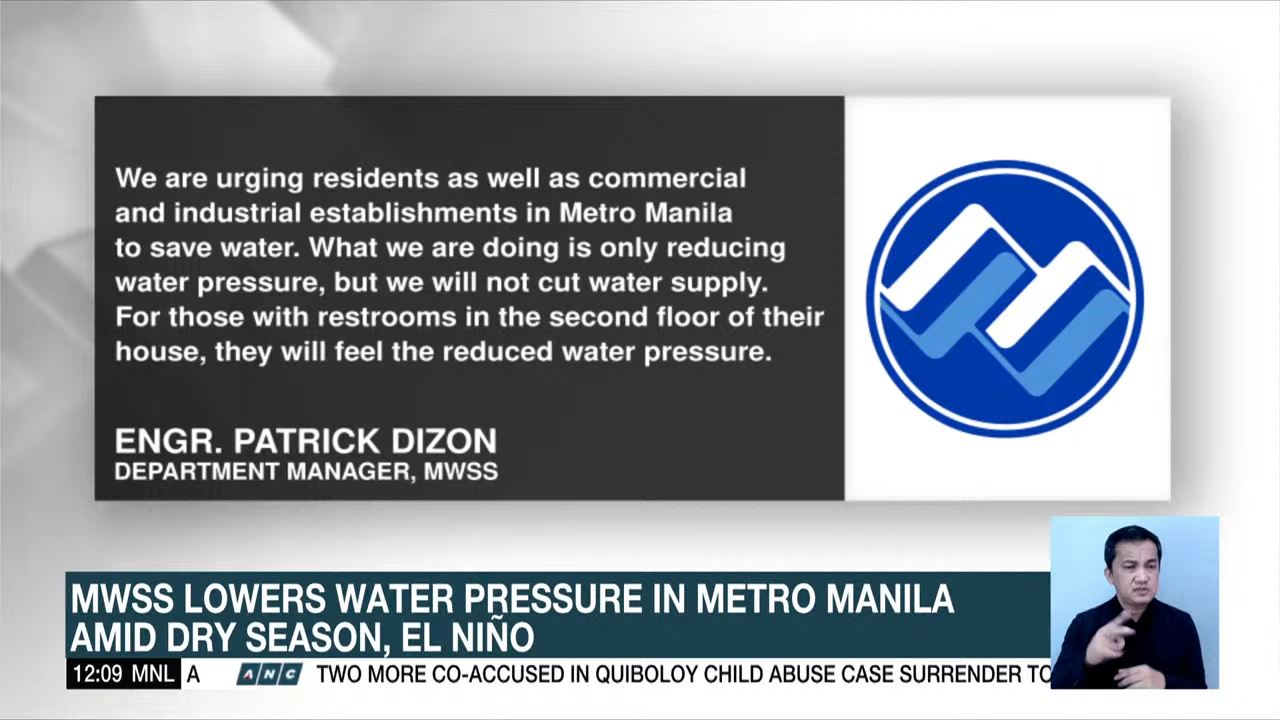 We are urging residents as well as commercial
and industrial establishments in Metro Manila
to save water. What we are doing is only reducing
water pressure, but we will not cut water supply.
For those with restrooms in the second floor of their
house, they will feel the reduced water pressure.
ENGR. PATRICK DIZON
DEPARTMENT MANAGER, MWSS
MWSS LOWERS WATER PRESSURE IN METRO MANILA
AMID DRY SEASON, EL NIÑO
12:09 MNL A ANC TWO MORE CO-ACCUSED IN QUIBOLOY CHILD ABUSE CASE SURRENDER TO